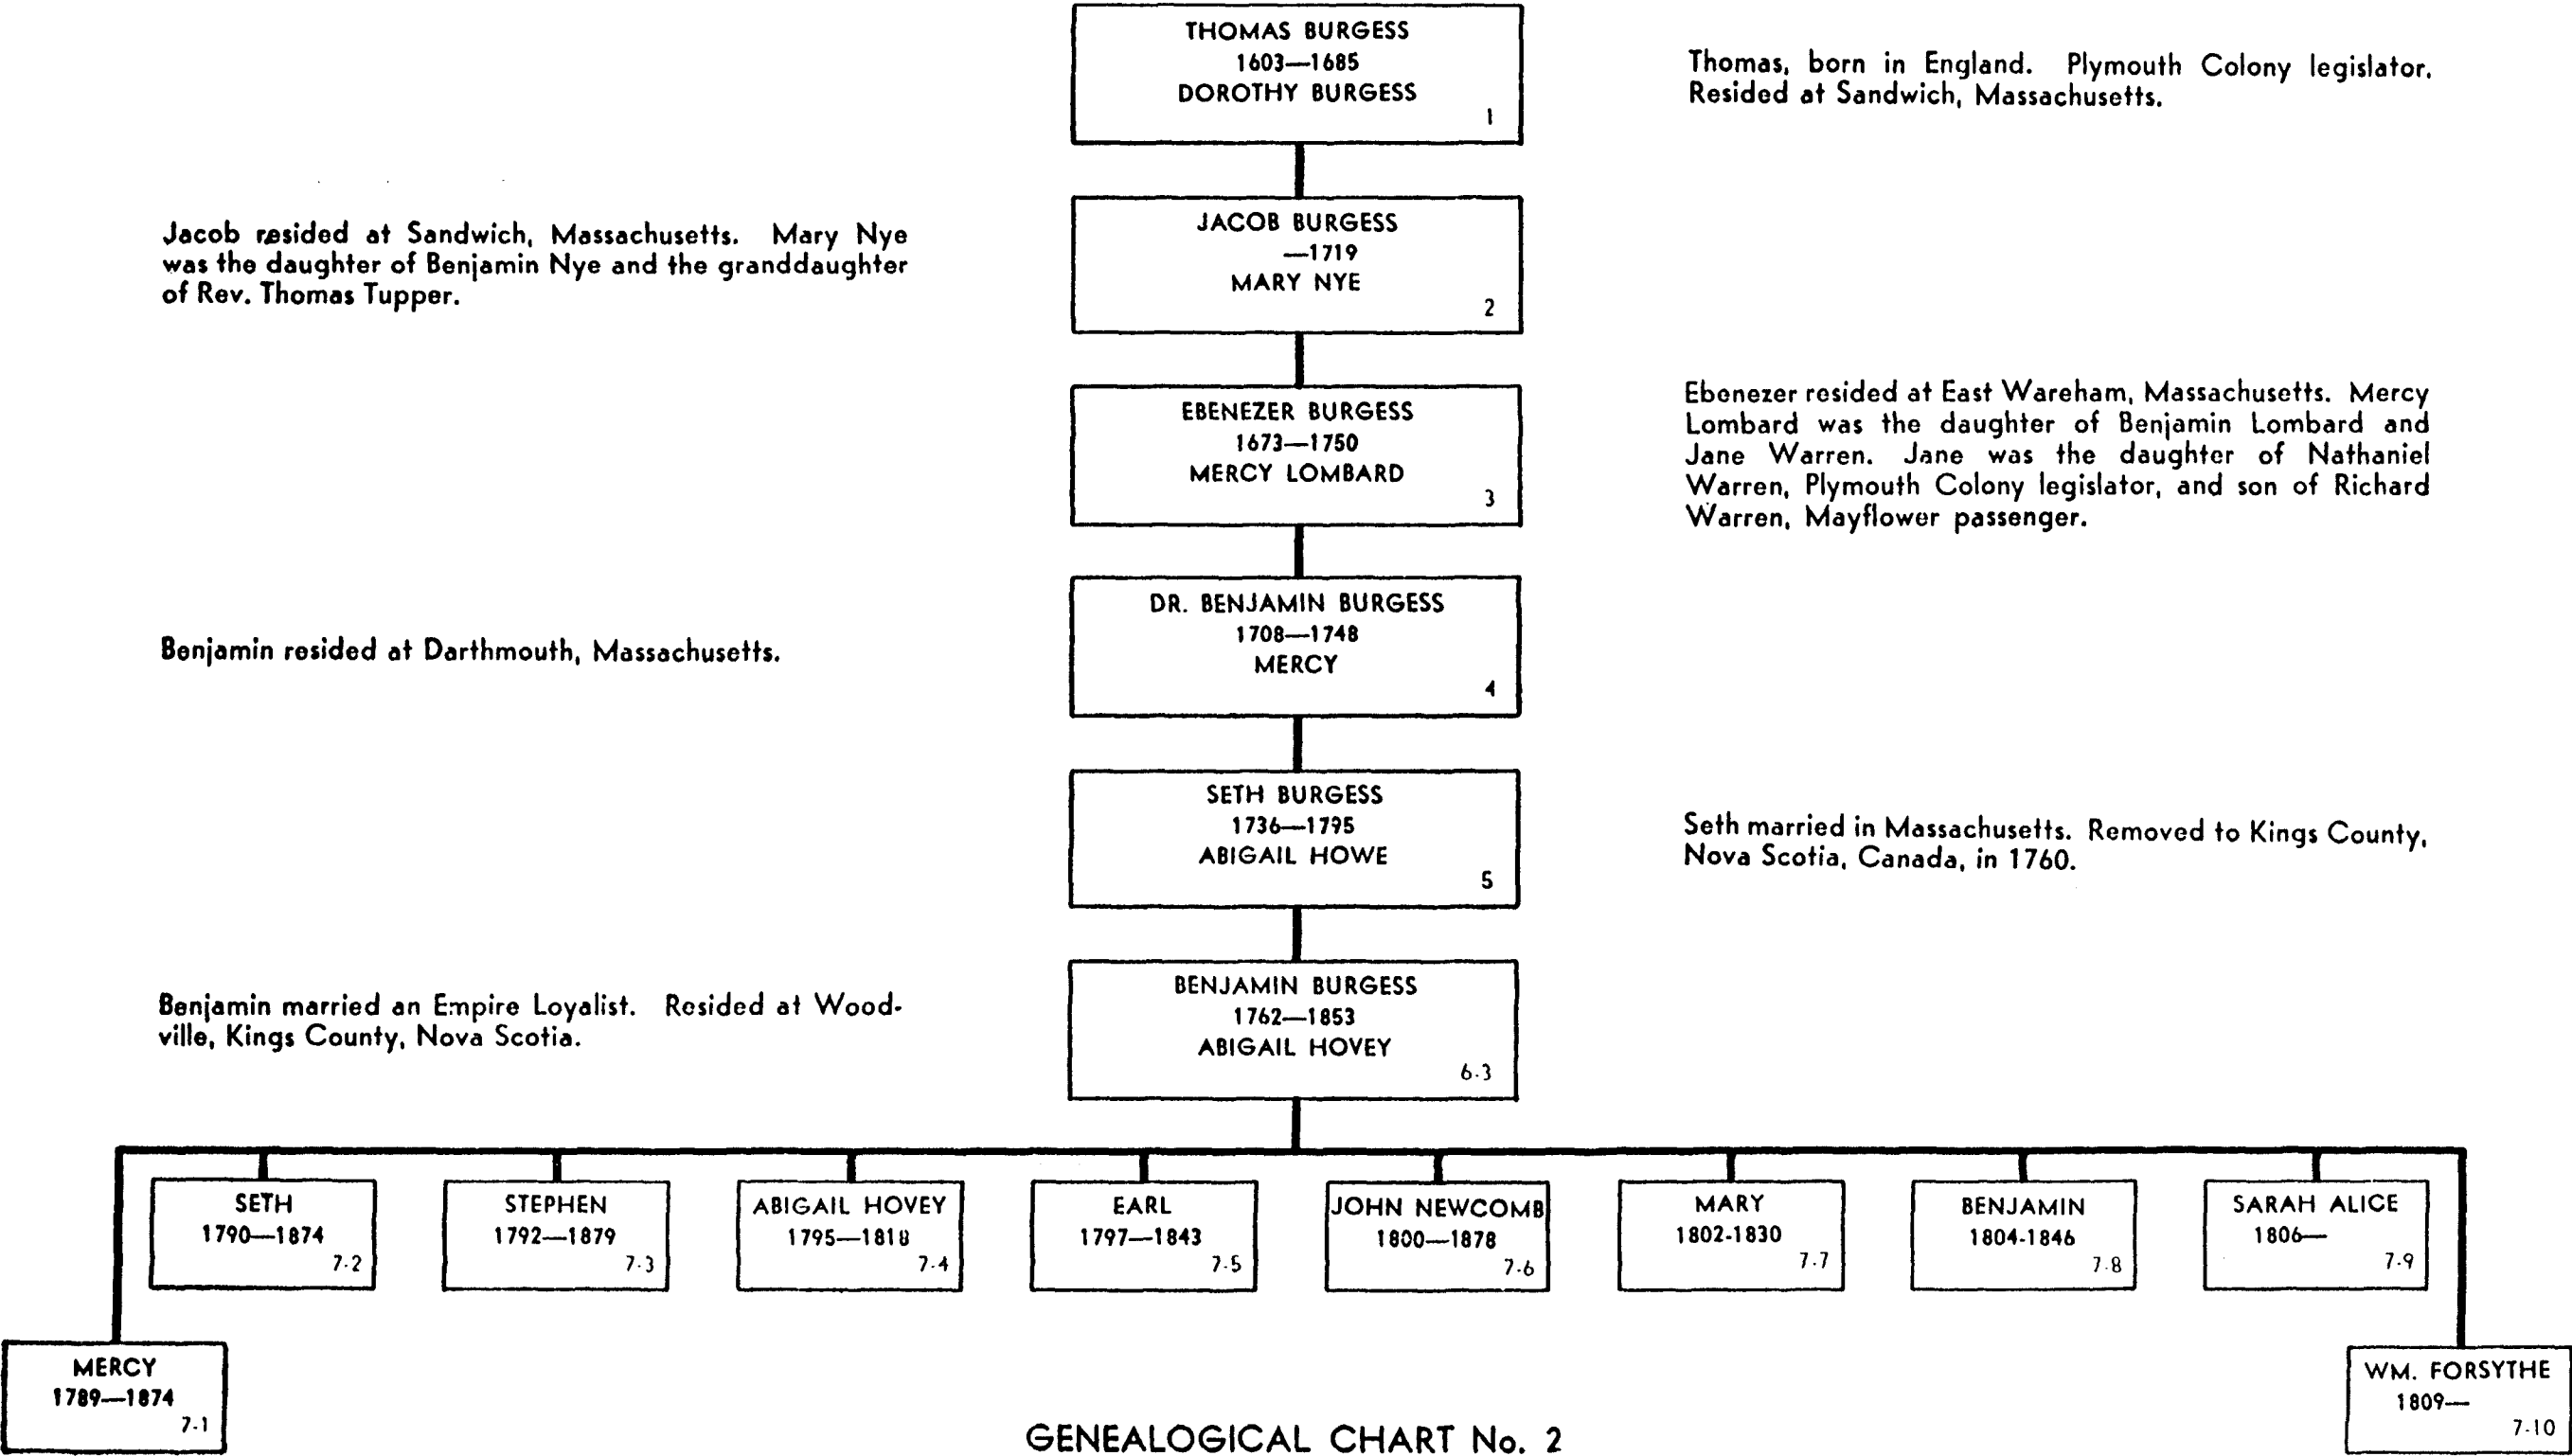 THOMAS BURGESS
1603—1685
DOROTHY BURGESS
1
Thomas, born in England. Plymouth Colony legislator.
Resided at Sandwich, Massachusetts.
JACOB BURGESS
—1719
MARY NYE
2
Jacob resided at Sandwich, Massachusetts. Mary Nye
was the daughter of Benjamin Nye and the granddaughter
of Rev. Thomas Tupper.
EBENEZER BURGESS
1673—1750
MERCY LOMBARD
3
Ebenezer resided at East Wareham, Massachusetts. Mercy
Lombard was the daughter of Benjamin Lombard and
Jane Warren. Jane was the daughter of Nathaniel
Warren, Plymouth Colony legislator, and son of Richard
Warren, Mayflower passenger.
DR. BENJAMIN BURGESS
1708—1748
MERCY
4
Benjamin resided at Darthmouth, Massachusetts.
SETH BURGESS
1736—1795
ABIGAIL HOWE
5
Seth married in Massachusetts. Removed to Kings County,
Nova Scotia, Canada, in 1760.
BENJAMIN BURGESS
1762—1853
ABIGAIL HOVEY
6-3
Benjamin married an Empire Loyalist. Resided at Wood-
ville, Kings County, Nova Scotia.
SETH
1790—1874
7-2
STEPHEN
1792—1879
7-3
ABIGAIL HOVEY
1795—1818
7-4
EARL
1797—1843
7-5
JOHN NEWCOMB
1800—1878
7-6
MARY
1802-1830
7-7
BENJAMIN
1804-1846
7-8
SARAH ALICE
1806—
7-9
MERCY
1789—1874
7-1
WM. FORSYTHE
1809—
7-10
GENEALOGICAL CHART No. 2